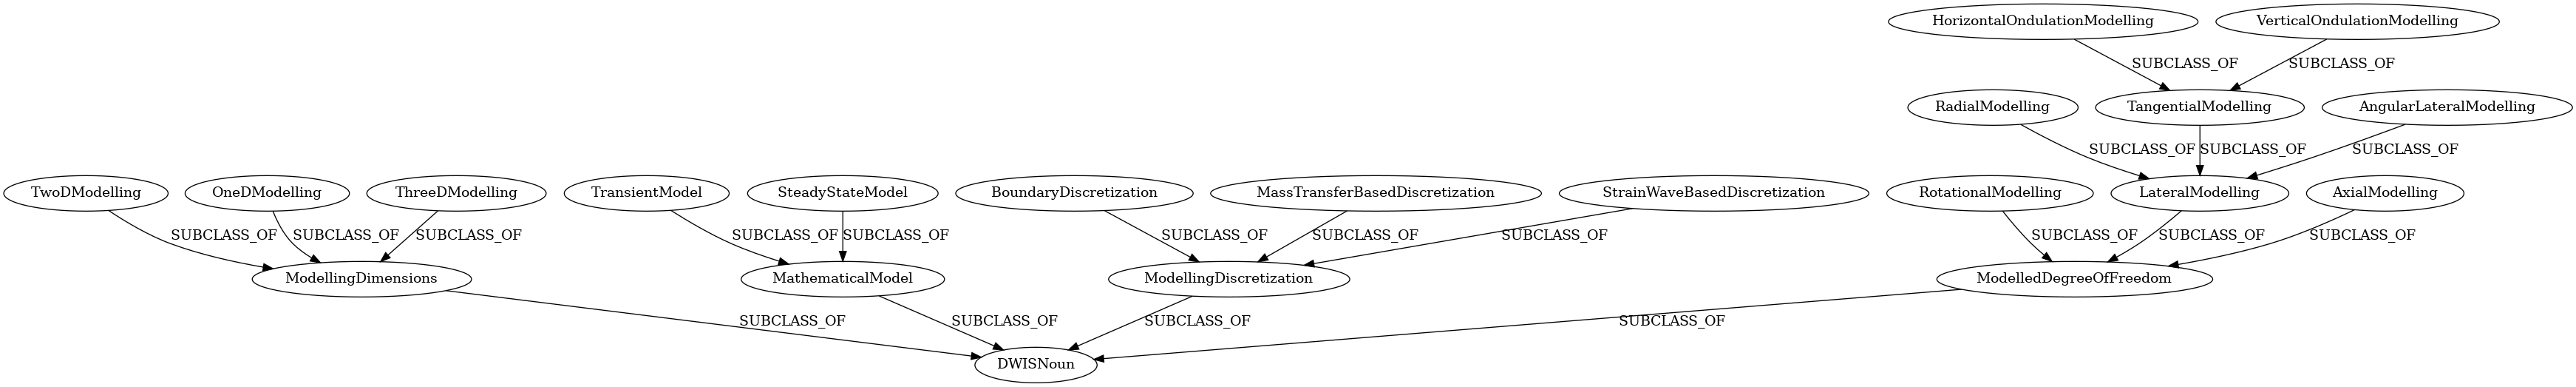 HorizontalOndulationModelling
VerticalOndulationModelling
SUBCLASS_OF
SUBCLASS_OF
RadialModelling
TangentialModelling
AngularLateralModelling
SUBCLASS_OF
SUBCLASS_OF
SUBCLASS_OF
TwoDModelling
OneDModelling
ThreeDModelling
TransientModel
SteadyStateModel
BoundaryDiscretization
MassTransferBasedDiscretization
StrainWaveBasedDiscretization
RotationalModelling
LateralModelling
AxialModelling
SUBCLASS_OF
SUBCLASS_OF
SUBCLASS_OF
SUBCLASS_OF
SUBCLASS_OF
SUBCLASS_OF
SUBCLASS_OF
SUBCLASS_OF
SUBCLASS_OF
SUBCLASS_OF
SUBCLASS_OF
ModellingDimensions
MathematicalModel
ModellingDiscretization
ModelledDegreeOfFreedom
SUBCLASS_OF
SUBCLASS_OF
SUBCLASS_OF
SUBCLASS_OF
DWISNoun